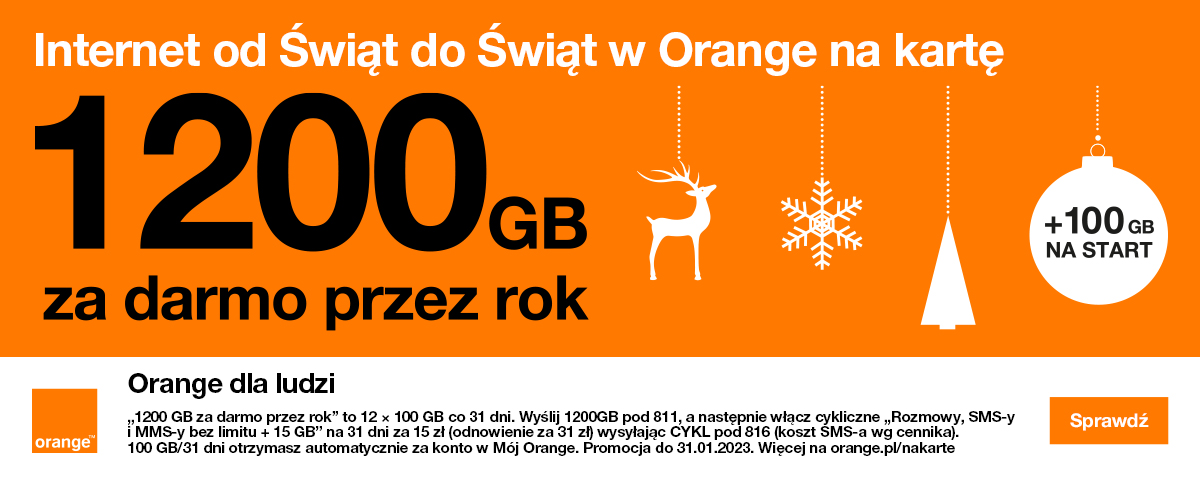 Internet od Świąt do Świąt w Orange na kartę
1200 GB
za darmo przez rok
+100 GB
NA START
Orange dla ludzi
„1200 GB za darmo przez rok” to 12 × 100 GB co 31 dni. Wyślij 1200GB pod 811, a następnie włącz cykliczne „Rozmowy, SMS-y
i MMS-y bez limitu + 15 GB” na 31 dni za 15 zł (odnowienie za 31 zł) wysyłając CYKL pod 816 (koszt SMS-a wg cennika).
100 GB/31 dni otrzymasz automatycznie za konto w Mój Orange. Promocja do 31.01.2023. Więcej na orange.pl/nakarte
orange™
Sprawdź